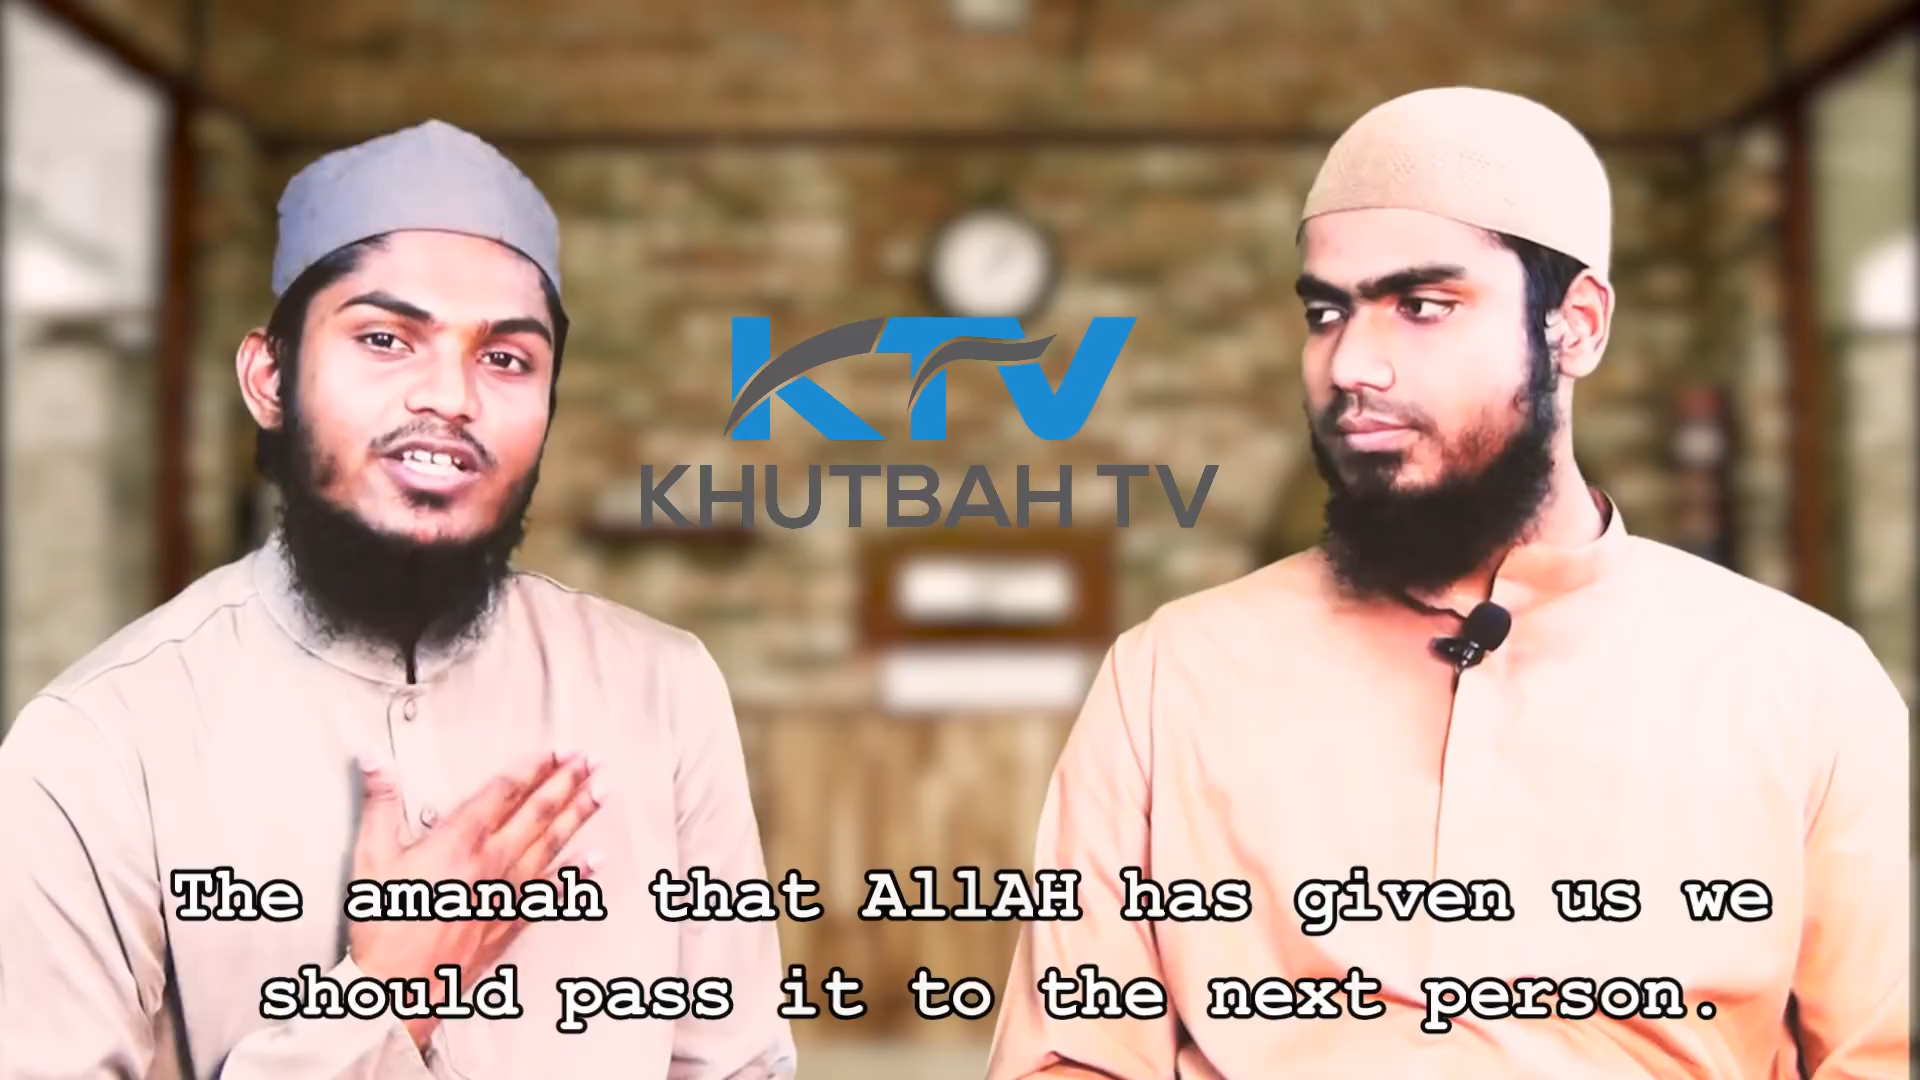 KTV
KHUTBAH TV
The amanah that AllAH has given us we
should pass it to the next person.